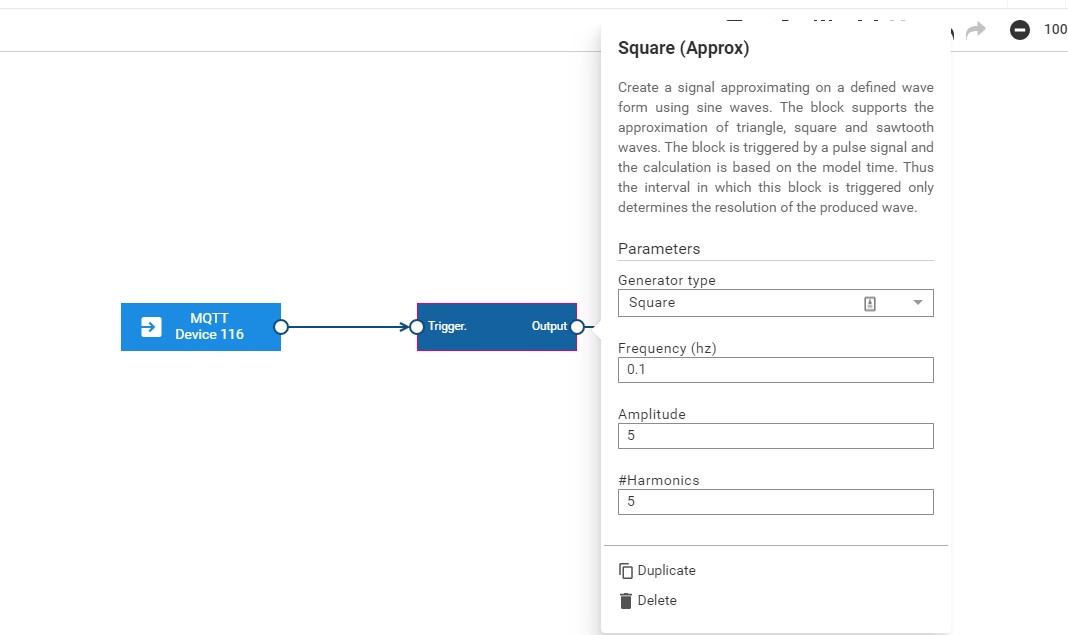 100
Square (Approx)
Create a signal approximating on a defined wave
form using sine waves. The block supports the
approximation of triangle, square and sawtooth
waves. The block is triggered by a pulse signal and
the calculation is based on the model time. Thus
the interval in which this block is triggered only
determines the resolution of the produced wave.
Parameters
Generator type
Square
MQTT
Device 116
Trigger.
Output
Frequency (hz)
0.1
Amplitude
5
#Harmonics
5
Duplicate
Delete